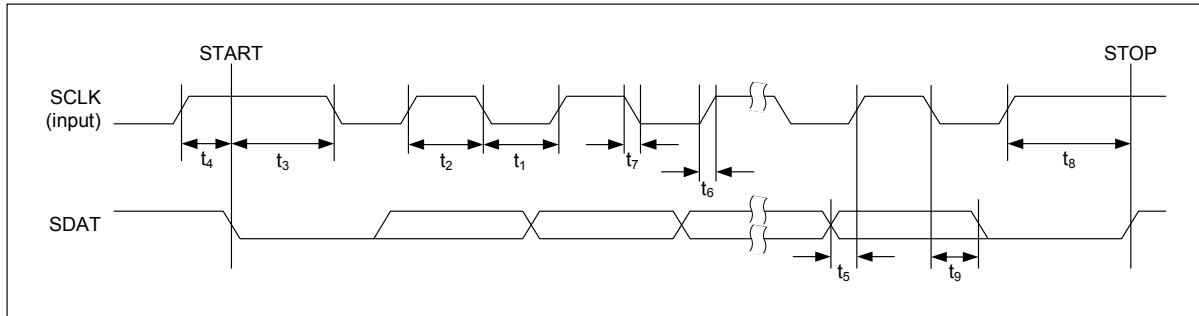 START
STOP
SCLK
(input)
t4
t3
t2
t1
t7
t6
t8
SDAT
t5
t9